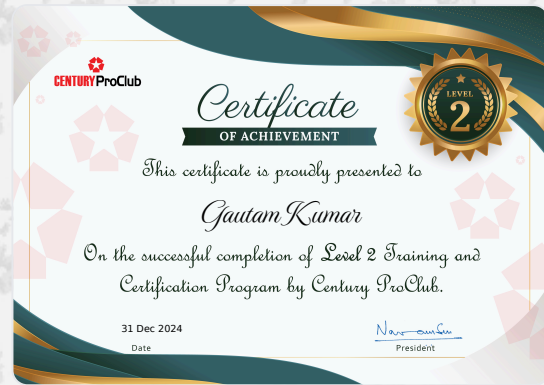 CENTURY ProClub
LEVEL
2
Certificate
OF ACHIEVEMENT
This certificate is proudly presented to
Gautam Kumar
On the successful completion of Level 2 Training and
Certification Program by Century ProClub.
31 Dec 2024
Date
President